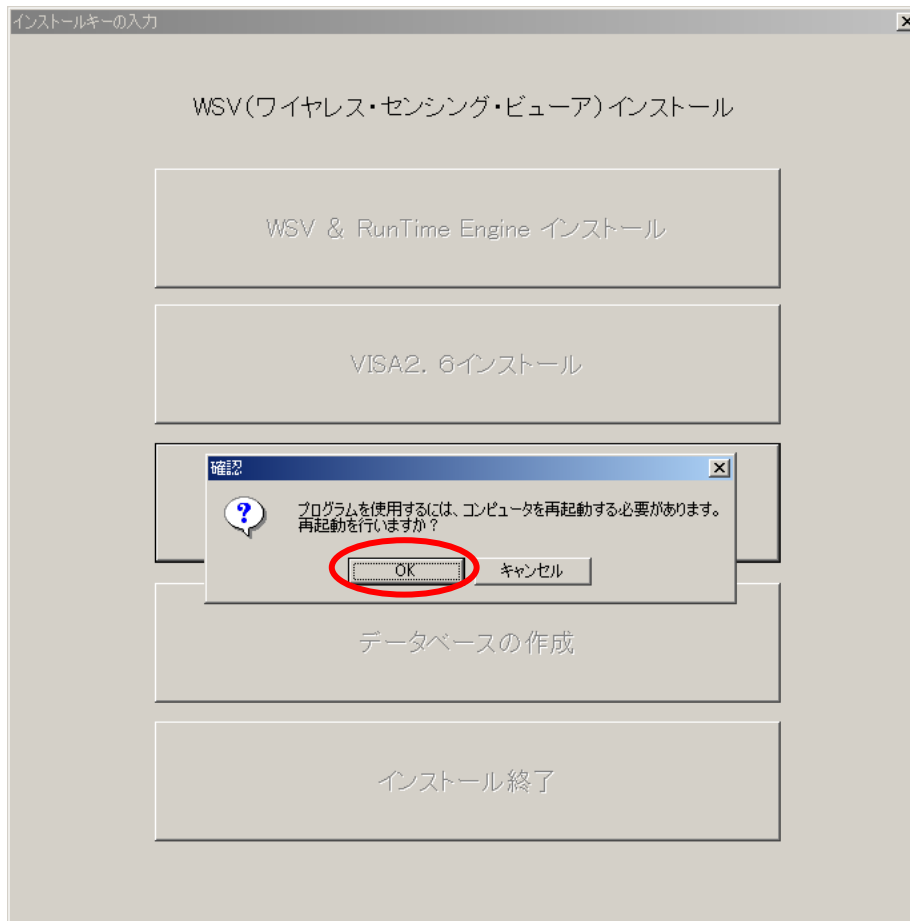 インストールキーの入力
WSV(ワイヤレス・センシング・ビューア)インストール
WSV & RunTime Engine インストール
VISA2.6インストール
確認
プログラムを使用するには、コンピュータを再起動する必要があります。
再起動を行いますか?
OK
キャンセル
データベースの作成
インストール終了